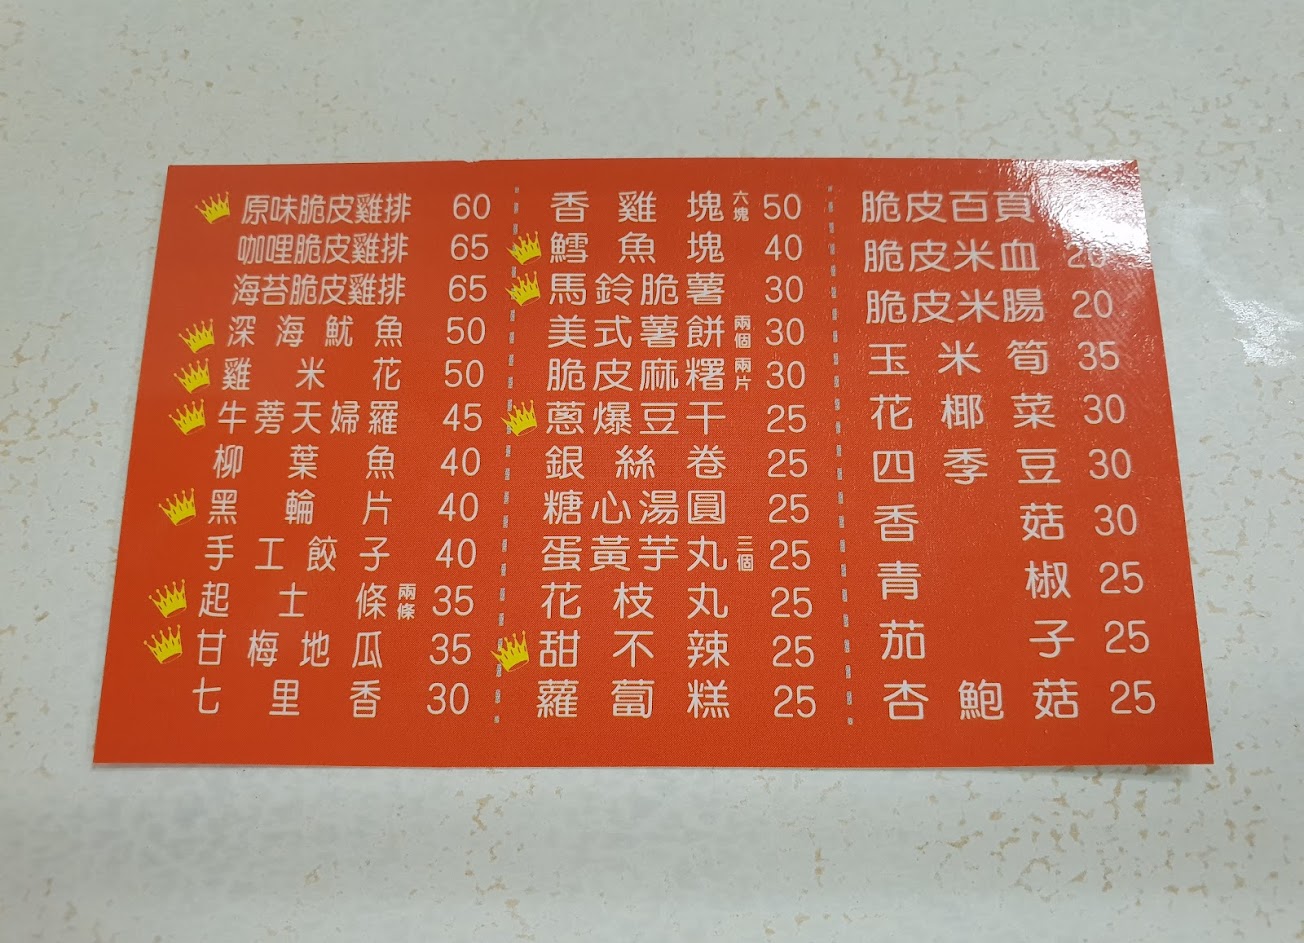 原味脆皮雞排 60
咖哩脆皮雞排 65
海苔脆皮雞排 65
深海魷魚 50
雞米花 50
牛蒡天婦羅 45
柳葉魚 40
黑輪片 40
手工餃子 40
起士條 兩條 35
甘梅地瓜 35
七里香 30
香雞塊 六塊 50
鱈魚塊 40
馬鈴脆薯 30
美式薯餅 兩個 30
脆皮麻糬 兩片 30
蔥爆豆干 25
銀絲卷 25
糖心湯圓 25
蛋黃芋丸 三個 25
花枝丸 25
甜不辣 25
蘿蔔糕 25
脆皮百頁
脆皮米血 20
脆皮米腸 20
玉米筍 35
花椰菜 30
四季豆 30
香菇 30
青椒 25
茄子 25
杏鮑菇 25